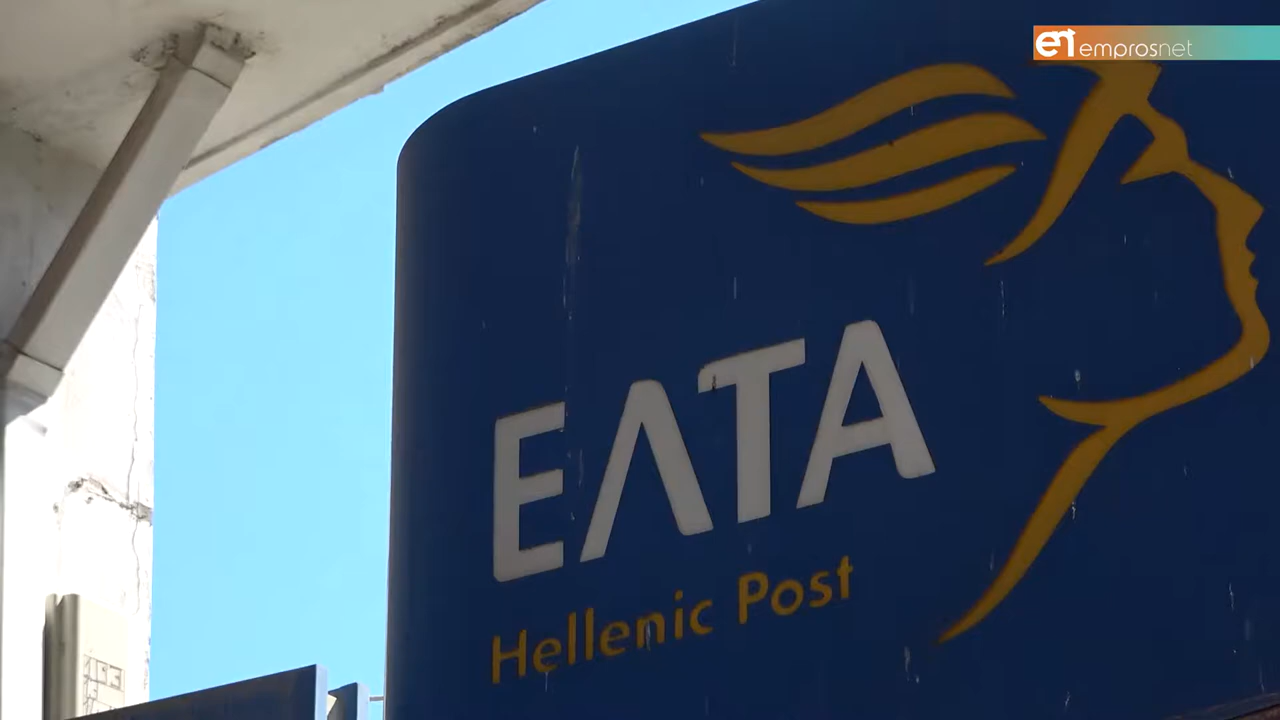 emprosnet
ΕΛΤΑ
Hellenic Post